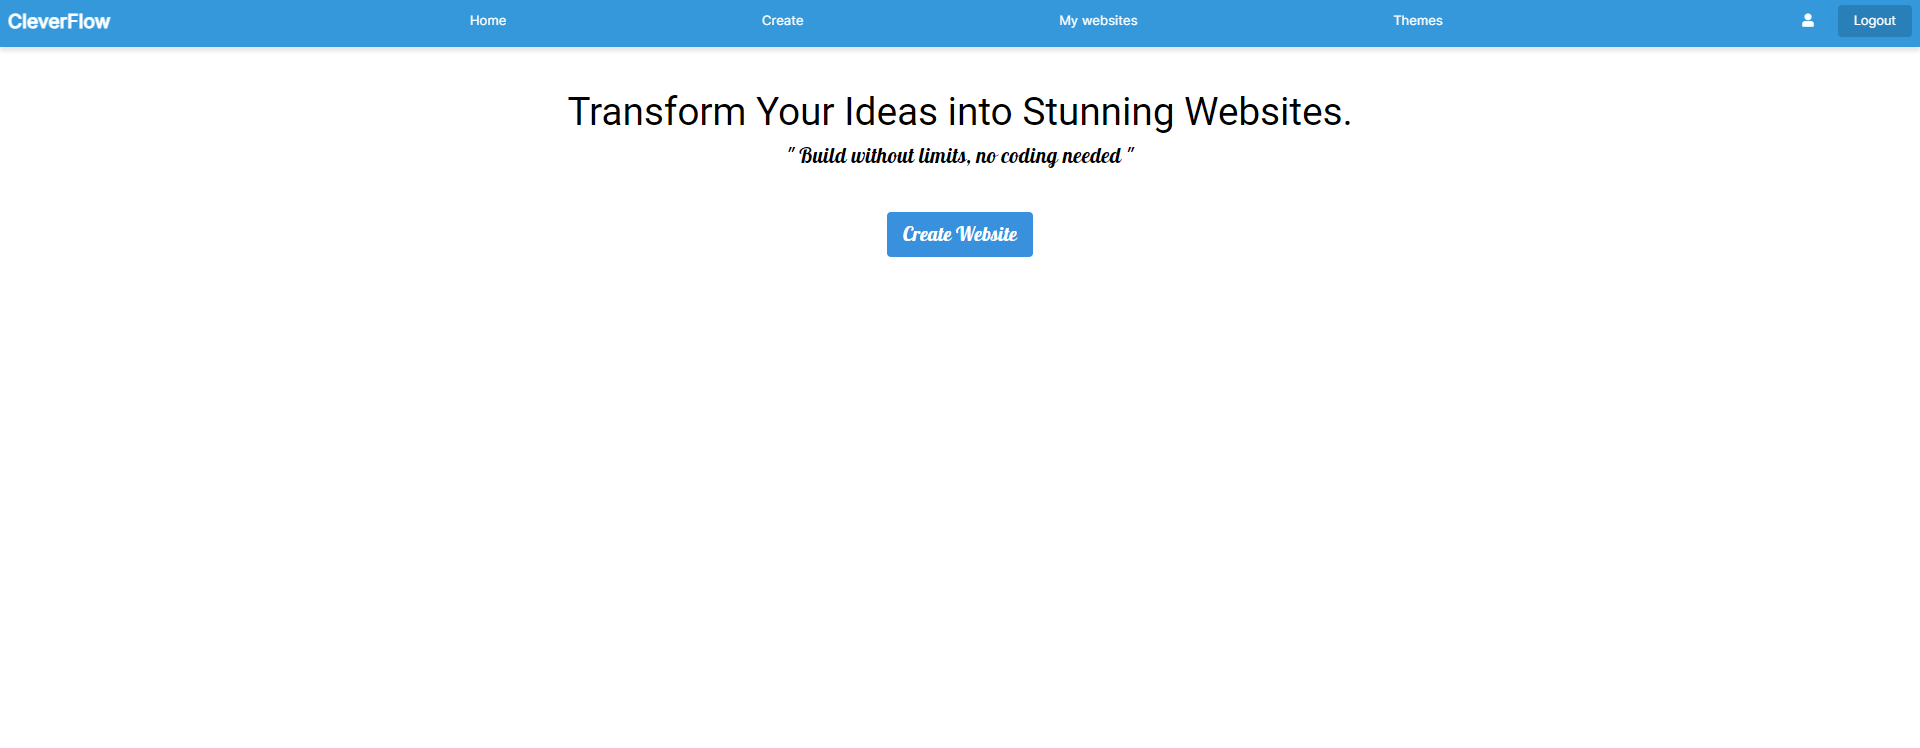 CleverFlow Home Create My websites Themes Logout
Transform Your Ideas into Stunning Websites.
" Build without limits, no coding needed "
Create Website